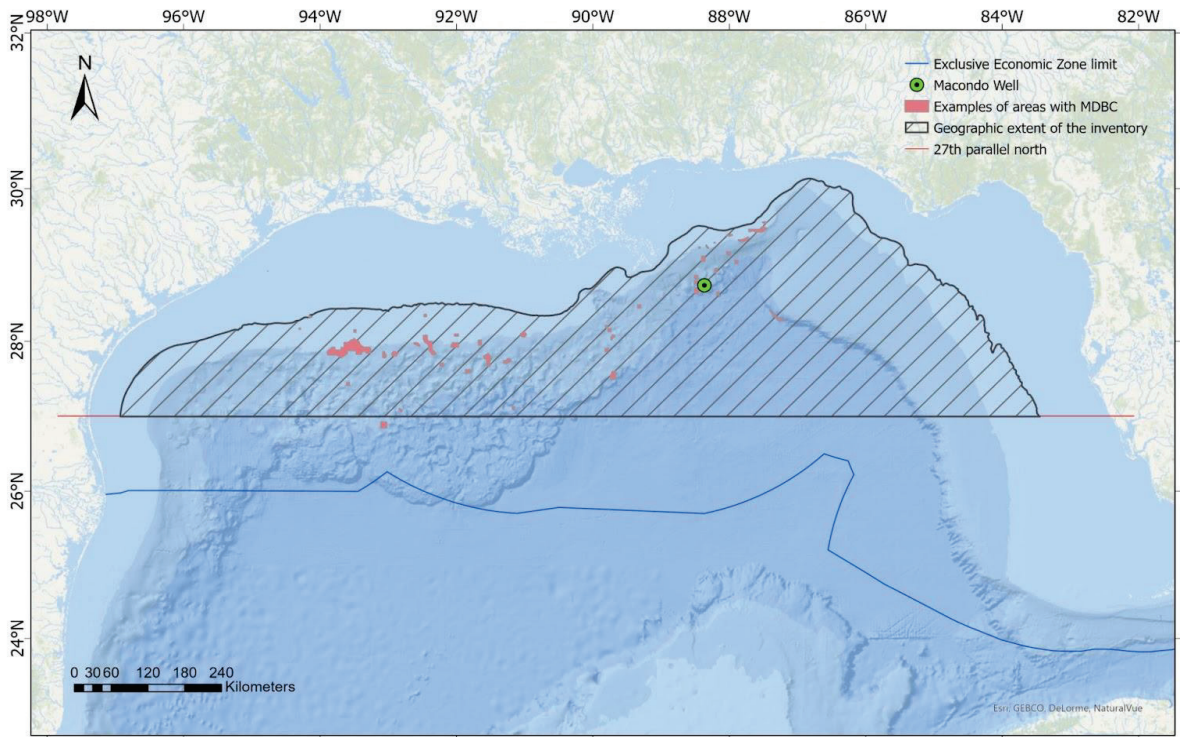 98°W 96°W 94°W 92°W 90°W 88°W 86°W 84°W 82°W
32°N
30°N
28°N
26°N
24°N
N
Exclusive Economic Zone limit
Macondo Well
Examples of areas with MDBC
Geographic extent of the inventory
27th parallel north
0 30 60 120 180 240
Kilometers
Esri, GEBCO, DeLorme, NaturalVue